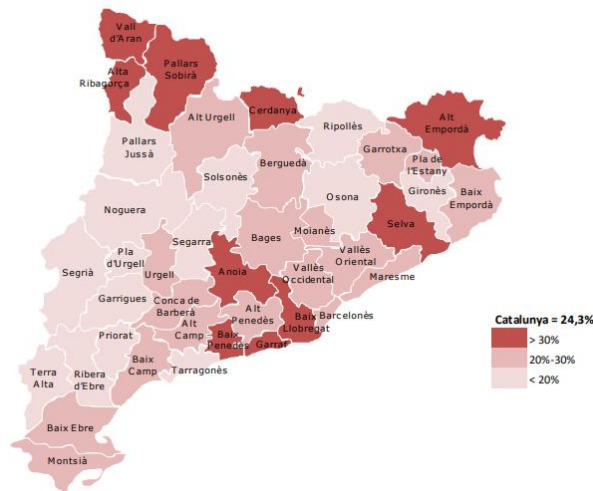 Vall
d'Aran
Alta
Ribagorça
Pallars
Sobirà
Cerdanya
Alt Urgell
Ripollès
Alt
Empordà
Garrotxa
Pla de
l'Estany
Pallars
Jussà
Berguedà
Solsonès
Gironès
Osona
Baix
Empordà
Noguera
Selva
Moianès
Bages
Segarra
Pla
d'Urgell
Segrià
Urgell
Anoia
Vallès
Oriental
Vallès
Occidental
Maresme
Garrigues
Conca de
Barberà
Alt
Penedès
Baix
Llobregat
Barcelonès
Alt
Camp
Priorat
Baix
Penedès
Garraf
Baix
Camp
Tarragonès
Terra
Alta
Ribera
d'Ebre
Baix Ebre
Montsià
Catalunya = 24,3%
> 30%
20%-30%
< 20%